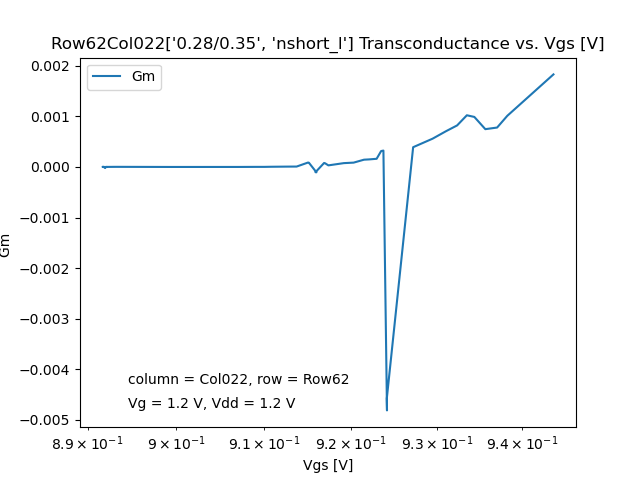 Row62Col022['0.28/0.35', 'nshort_l'] Transconductance vs. Vgs [V]
Gm
0.002
0.001
0.000
−0.001
−0.002
−0.003
−0.004
−0.005
Gm
column = Col022, row = Row62
Vg = 1.2 V, Vdd = 1.2 V
8.9 × 10⁻¹ 9 × 10⁻¹ 9.1 × 10⁻¹ 9.2 × 10⁻¹ 9.3 × 10⁻¹ 9.4 × 10⁻¹
Vgs [V]